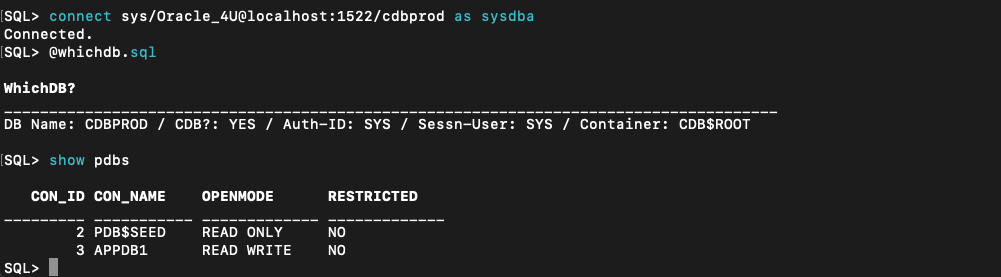 SQL> connect sys/Oracle_4U@localhost:1522/cdbprod as sysdba
Connected.
SQL> @whichdb.sql
WhichDB?
DB Name: CDBPROD / CDB?: YES / Auth-ID: SYS / Sessn-User: SYS / Container: CDB$ROOT
SQL> show pdbs
CON_ID CON_NAME OPENMODE RESTRICTED
2 PDB$SEED READ ONLY NO
3 APPDB1 READ WRITE NO
SQL>